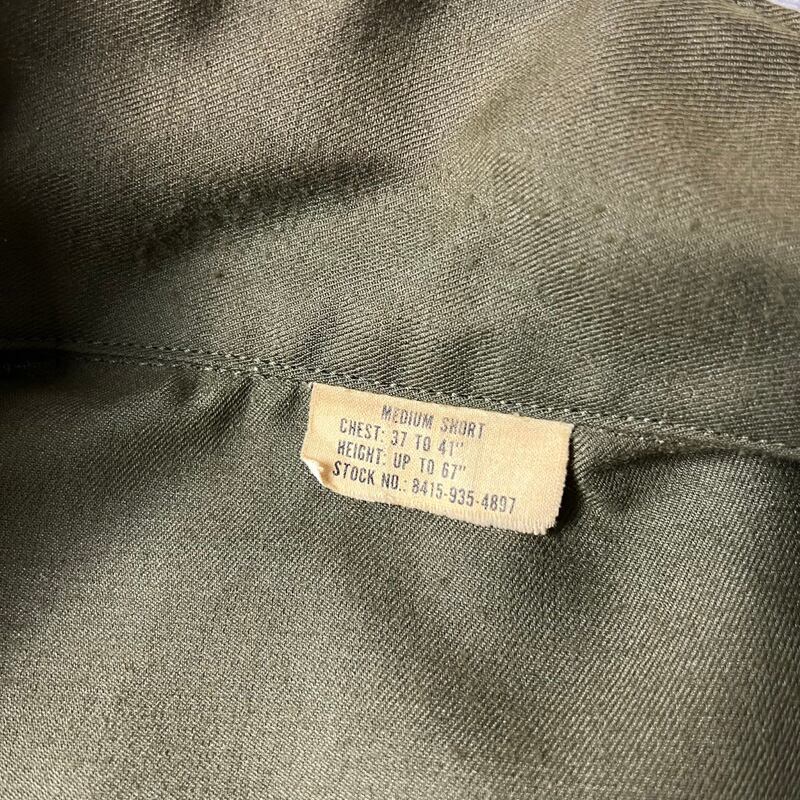 MEDIUM SHORT
CHEST: 37 TO 41"
HEIGHT: UP TO 67"
STOCK NO.: 8415-935-4897